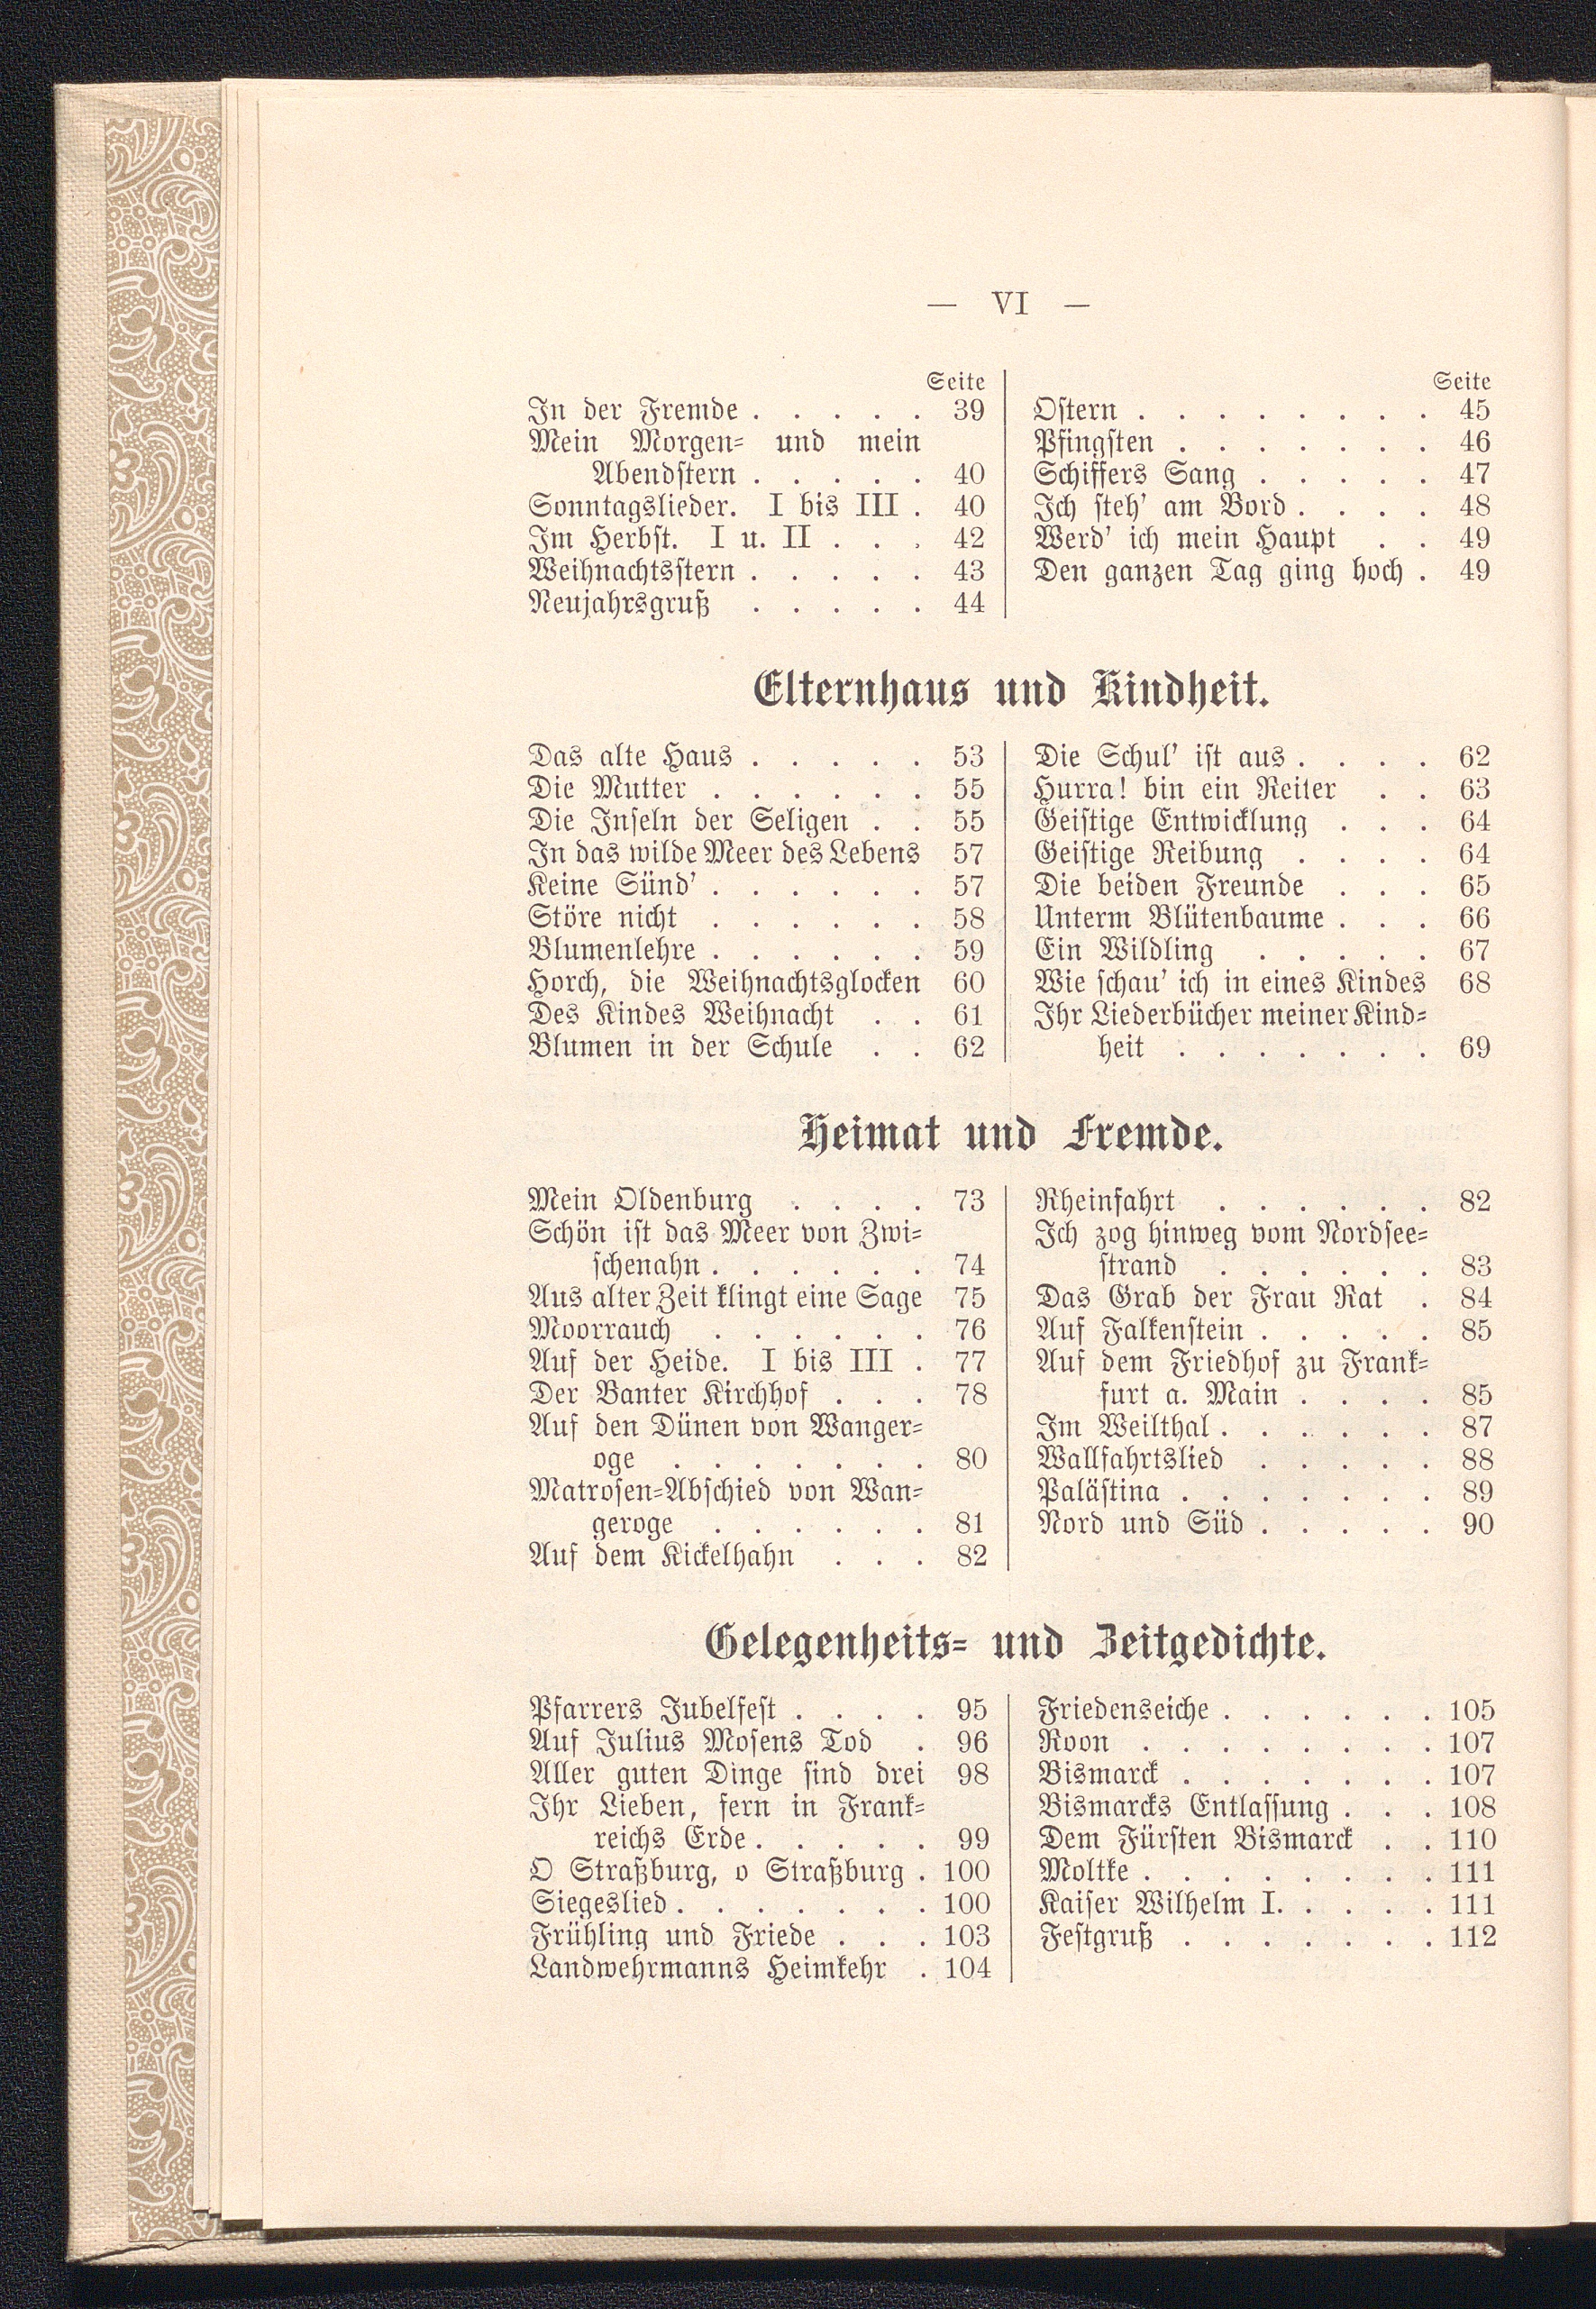 — VI —
Seite
In der Fremde . . . . . 39
Mein Morgen- und mein
Abendstern . . . . . 40
Sonntagslieder. I bis III . 40
Im Herbst. I u. II . . . 42
Weihnachtsstern . . . . . 43
Neujahrsgruß . . . . . 44
Seite
Ostern . . . . . . . . 45
Pfingsten . . . . . . . 46
Schiffers Sang . . . . . 47
Ich steh' am Bord . . . . 48
Werd' ich mein Haupt . . 49
Den ganzen Tag ging hoch . 49
Elternhaus und Kindheit.
Das alte Haus . . . . . 53
Die Mutter . . . . . . 55
Die Inseln der Seligen . . 55
In das wilde Meer des Lebens 57
Keine Sünd' . . . . . . 57
Störe nicht . . . . . . 58
Blumenlehre . . . . . . 59
Horch, die Weihnachtsglocken 60
Des Kindes Weihnacht . . 61
Blumen in der Schule . . 62
Die Schul' ist aus . . . . 62
Hurra! bin ein Reiter . . 63
Geistige Entwicklung . . . 64
Geistige Reibung . . . . 64
Die beiden Freunde . . . 65
Unterm Blütenbaume . . . 66
Ein Wildling . . . . . 67
Wie schau' ich in eines Kindes 68
Ihr Liederbücher meiner Kind-
heit . . . . . . . 69
Heimat und Fremde.
Mein Oldenburg . . . . 73
Schön ist das Meer von Zwi-
schenahn . . . . . . 74
Aus alter Zeit klingt eine Sage 75
Moorrauch . . . . . . 76
Auf der Heide. I bis III . 77
Der Banter Kirchhof . . . 78
Auf den Dünen von Wanger-
oge . . . . . . . 80
Matrosen-Abschied von Wan-
geroge . . . . . . 81
Auf dem Kickelhahn . . . 82
Rheinfahrt . . . . . . 82
Ich zog hinweg vom Nordsee-
strand . . . . . . 83
Das Grab der Frau Rat . 84
Auf Falkenstein . . . . . 85
Auf dem Friedhof zu Frank-
furt a. Main . . . . 85
Im Weilthal . . . . . . 87
Wallfahrtslied . . . . . 88
Palästina . . . . . . . 89
Nord und Süd . . . . . 90
Gelegenheits- und Zeitgedichte.
Pfarrers Jubelfest . . . . 95
Auf Julius Mosens Tod . 96
Aller guten Dinge sind drei 98
Ihr Lieben, fern in Frank-
reichs Erde . . . . . 99
O Straßburg, o Straßburg . 100
Siegeslied . . . . . . . 100
Frühling und Friede . . . 103
Landwehrmanns Heimkehr . 104
Friedenseiche . . . . . . 105
Roon . . . . . . . . 107
Bismarck . . . . . . . 107
Bismarcks Entlassung . . . 108
Dem Fürsten Bismarck . . 110
Moltke . . . . . . . . 111
Kaiser Wilhelm I. . . . . 111
Festgruß . . . . . . . 112